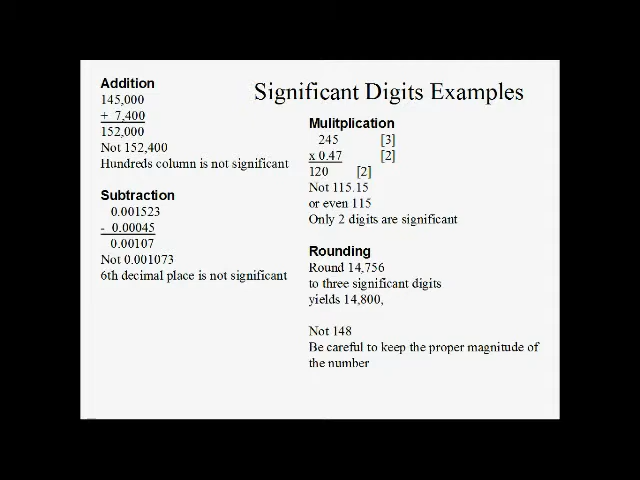 Significant Digits Examples
Addition
145,000
+ 7,400
152,000
Not 152,400
Hundreds column is not significant
Subtraction
0.001523
- 0.00045
0.00107
Not 0.001073
6th decimal place is not significant
Mulitplication
245 [3]
x 0.47 [2]
120 [2]
Not 115.15
or even 115
Only 2 digits are significant
Rounding
Round 14,756
to three significant digits
yields 14,800,
Not 148
Be careful to keep the proper magnitude of
the number